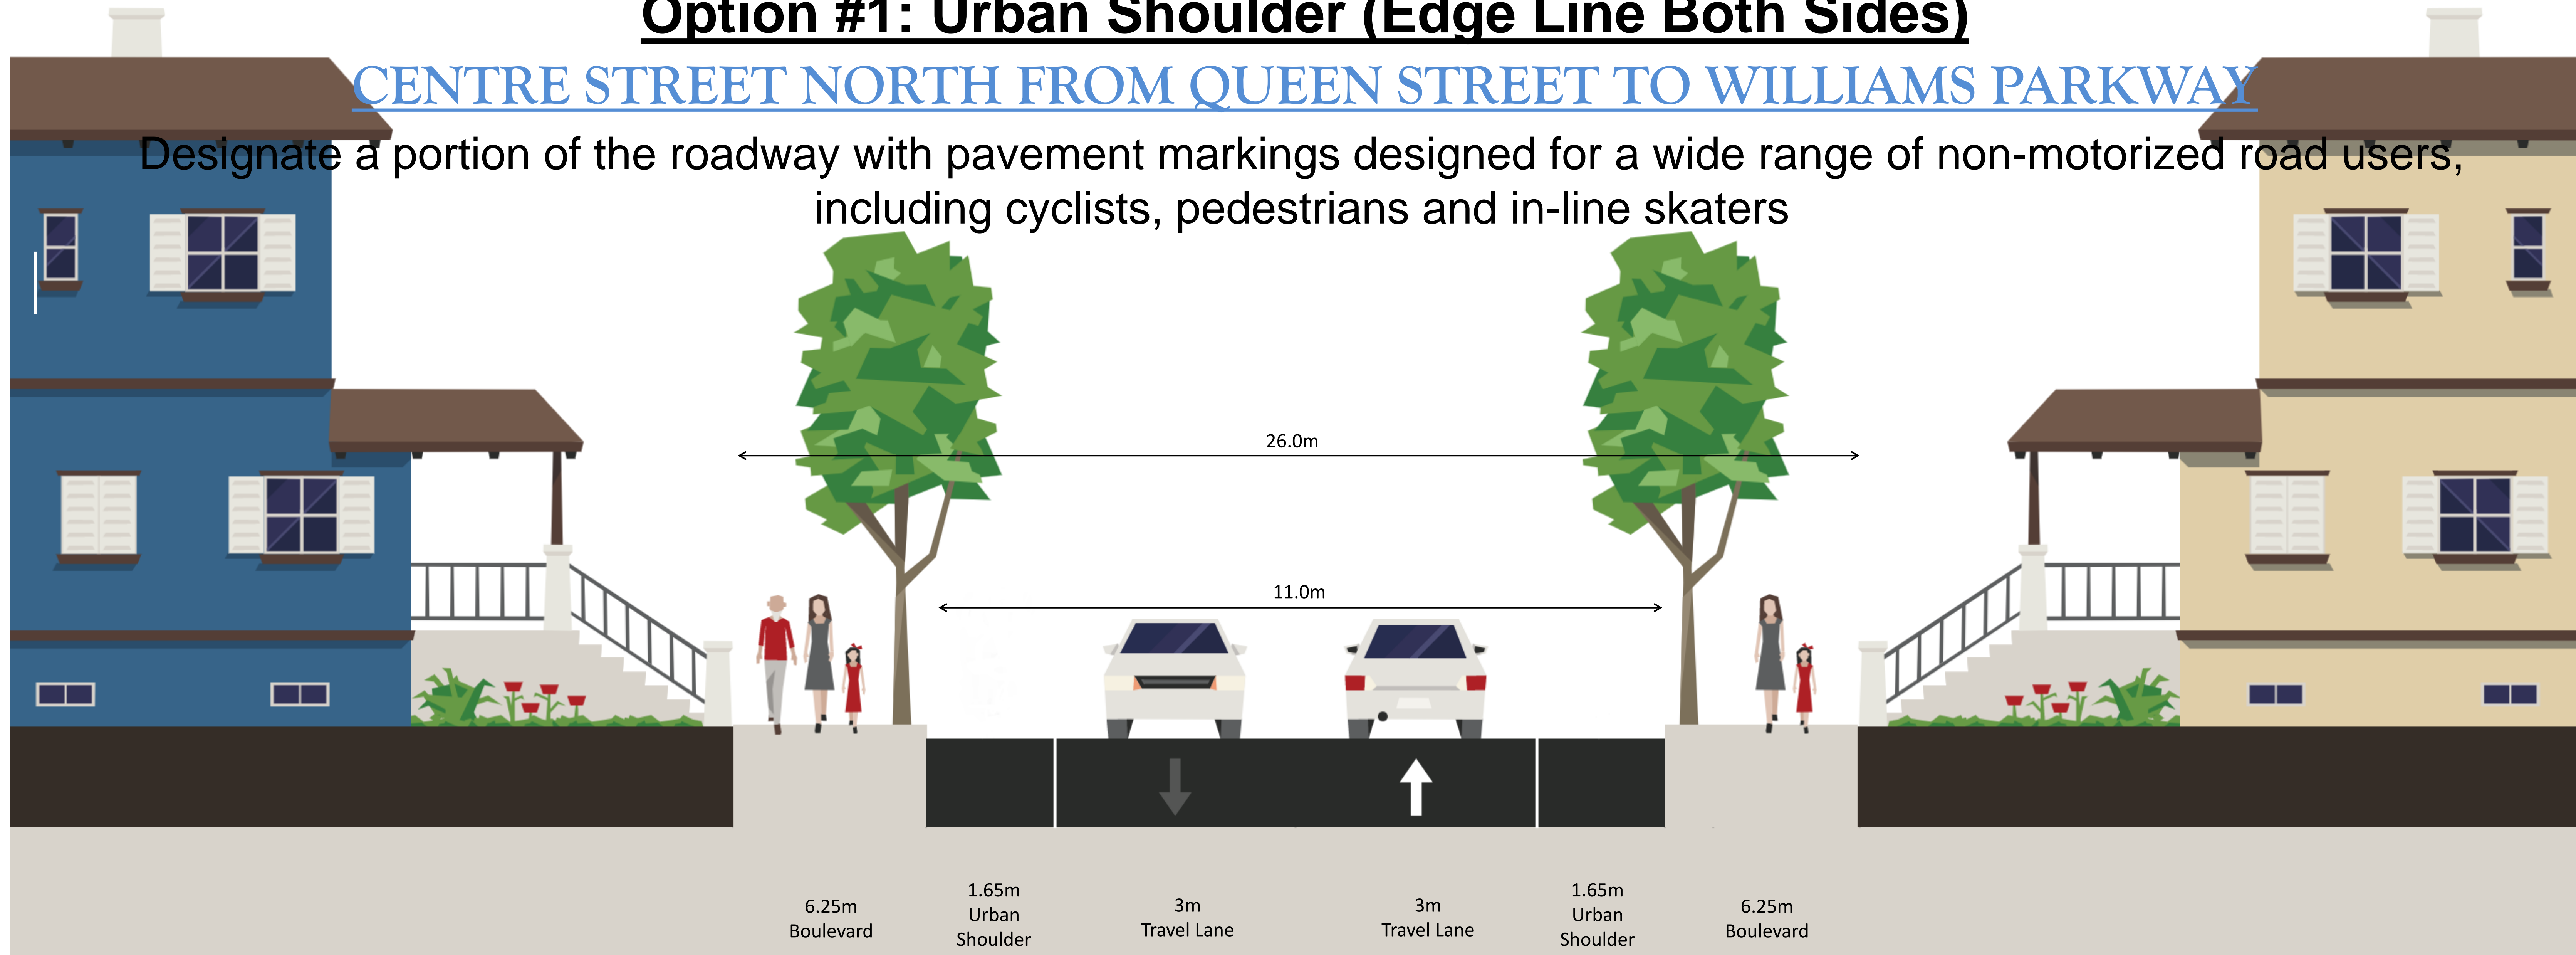 Option #1: Urban Shoulder (Edge Line Both Sides)
CENTRE STREET NORTH FROM QUEEN STREET TO WILLIAMS PARKWAY
Designate a portion of the roadway with pavement markings designed for a wide range of non-motorized road users,
including cyclists, pedestrians and in-line skaters
26.0m
11.0m
6.25m
Boulevard
1.65m
Urban
Shoulder
3m
Travel Lane
3m
Travel Lane
1.65m
Urban
Shoulder
6.25m
Boulevard